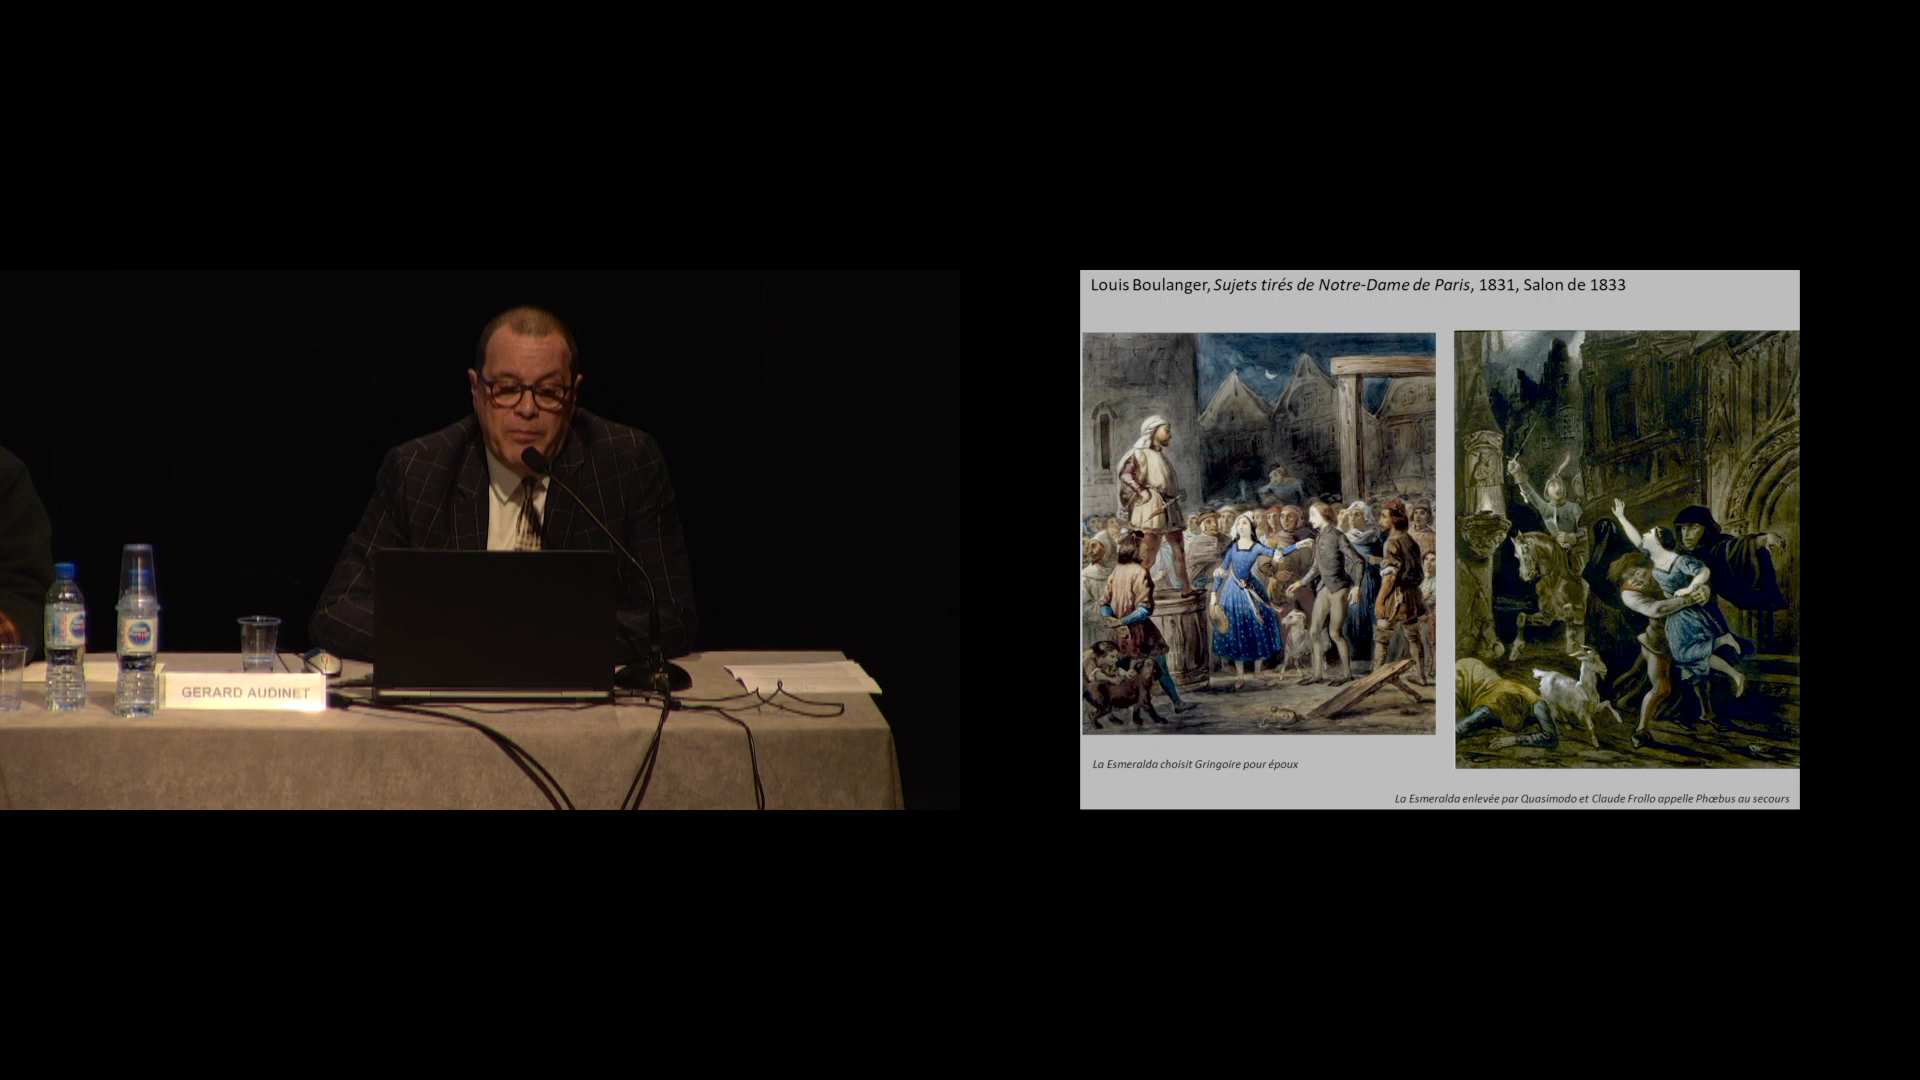 GERARD AUDINET
Louis Boulanger, Sujets tirés de Notre-Dame de Paris, 1831, Salon de 1833
La Esmeralda choisit Gringoire pour époux
La Esmeralda enlevée par Quasimodo et Claude Frollo appelle Phœbus au secours